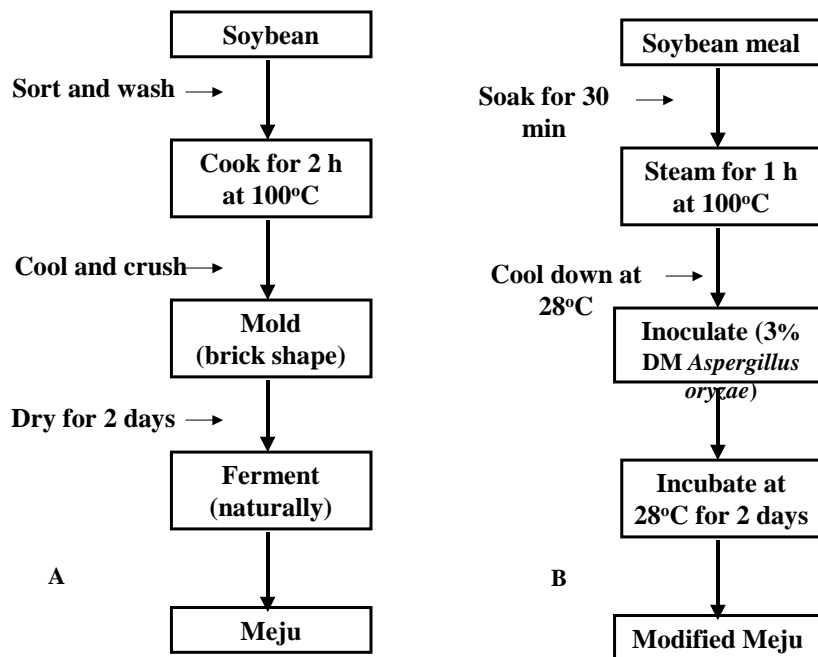 Soybean
Sort and wash
Cook for 2 h
at 100°C
Cool and crush
Mold
(brick shape)
Dry for 2 days
Ferment
(naturally)
A
Meju
Soybean meal
Soak for 30
min
Steam for 1 h
at 100°C
Cool down at
28°C
Inoculate (3%
DM Aspergillus
oryzae)
Incubate at
28°C for 2 days
B
Modified Meju